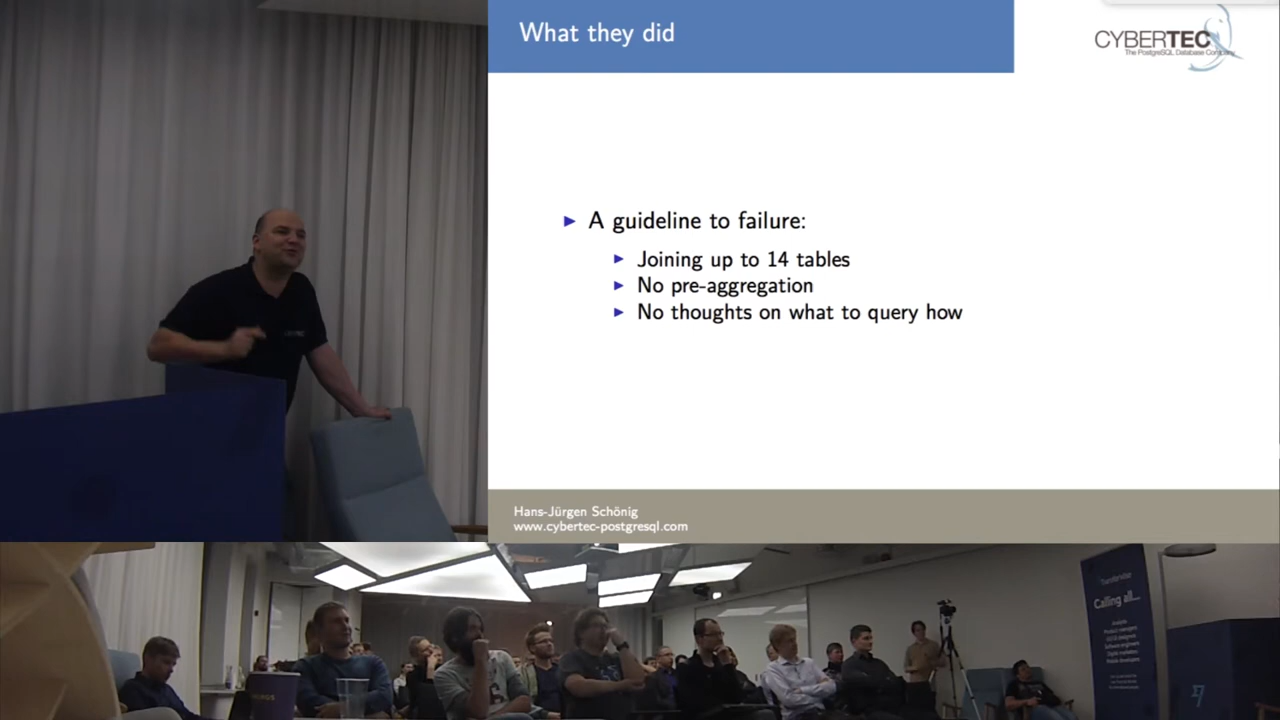 What they did
CYBERTEC
The PostgreSQL Database Company
A guideline to failure:
Joining up to 14 tables
No pre-aggregation
No thoughts on what to query how
Hans-Jürgen Schönig
www.cybertec-postgresql.com
Calling all...